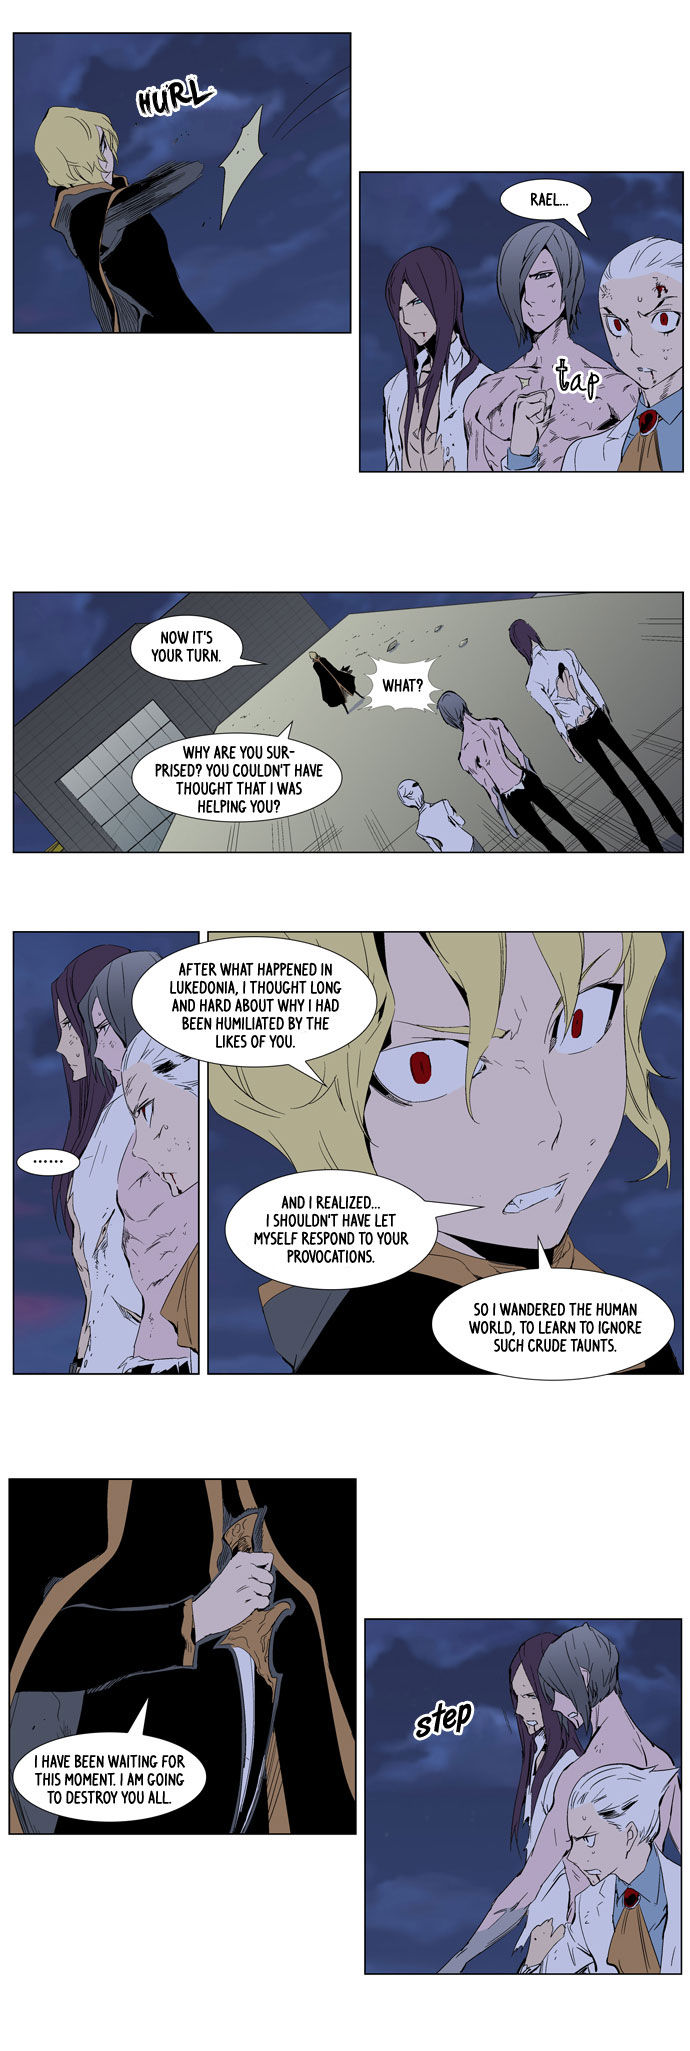 HURL
RAEL...
tap
NOW IT'S
YOUR TURN.
WHAT?
WHY ARE YOU SUR-
PRISED? YOU COULDN'T HAVE
THOUGHT THAT I WAS
HELPING YOU?
AFTER WHAT HAPPENED IN
LUKEDONIA, I THOUGHT LONG
AND HARD ABOUT WHY I HAD
BEEN HUMILIATED BY THE
LIKES OF YOU.
......
AND I REALIZED...
I SHOULDN'T HAVE LET
MYSELF RESPOND TO YOUR
PROVOCATIONS.
SO I WANDERED THE HUMAN
WORLD, TO LEARN TO IGNORE
SUCH CRUDE TAUNTS.
I HAVE BEEN WAITING FOR
THIS MOMENT. I AM GOING
TO DESTROY YOU ALL.
step